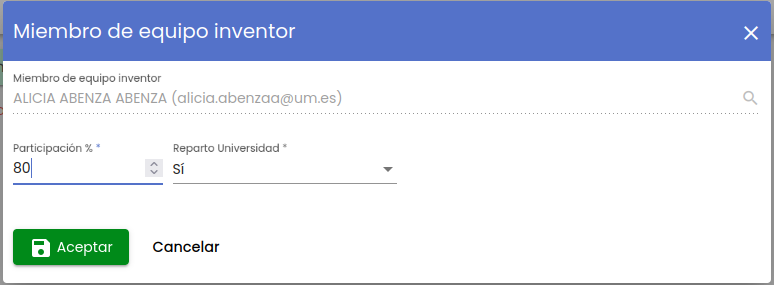 Miembro de equipo inventor
Miembro de equipo inventor
ALICIA ABENZA ABENZA (alicia.abenzaa@um.es)
Participación % * Reparto Universidad *
80 Sí
Aceptar Cancelar